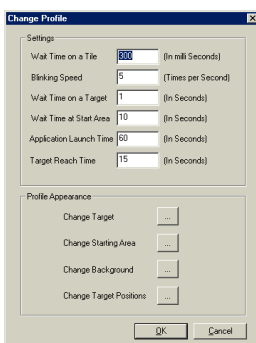 Change Profile
Settings
Wait Time on a Tile 300 (In milli Seconds)
Blinking Speed 5 (Times per Second)
Wait Time on a Target 1 (In Seconds)
Wait Time at Start Area 10 (In Seconds)
Application Launch Time 60 (In Seconds)
Target Reach Time 15 (In Seconds)
Profile Appearance
Change Target ...
Change Starting Area ...
Change Background ...
Change Target Positions ...
OK Cancel